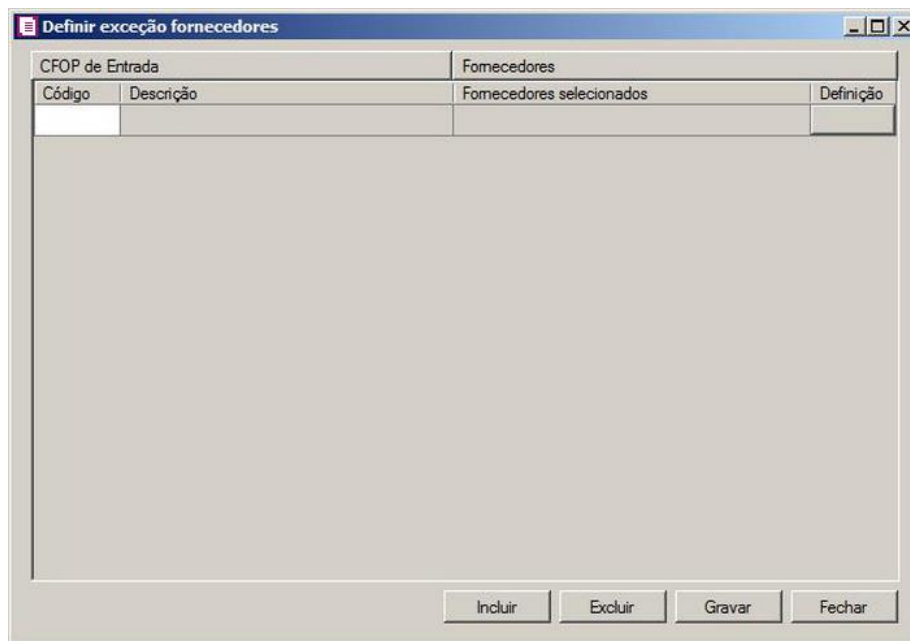 Definir exceção fornecedores
CFOP de Entrada Fornecedores
Código Descrição Fornecedores selecionados Definição
Incluir Excluir Gravar Fechar